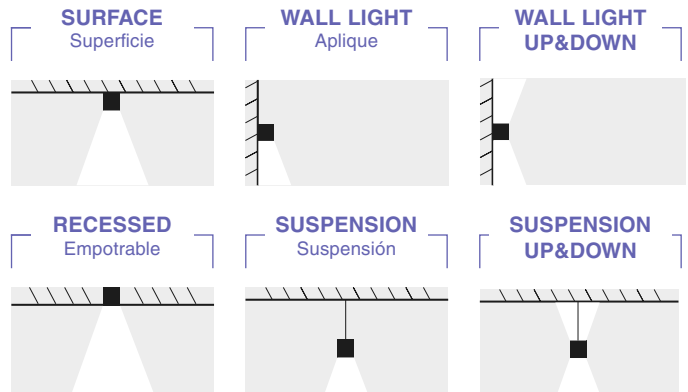 SURFACE
Superficie
WALL LIGHT
Aplique
WALL LIGHT
UP&DOWN
RECESSED
Empotrable
SUSPENSION
Suspensión
SUSPENSION
UP&DOWN